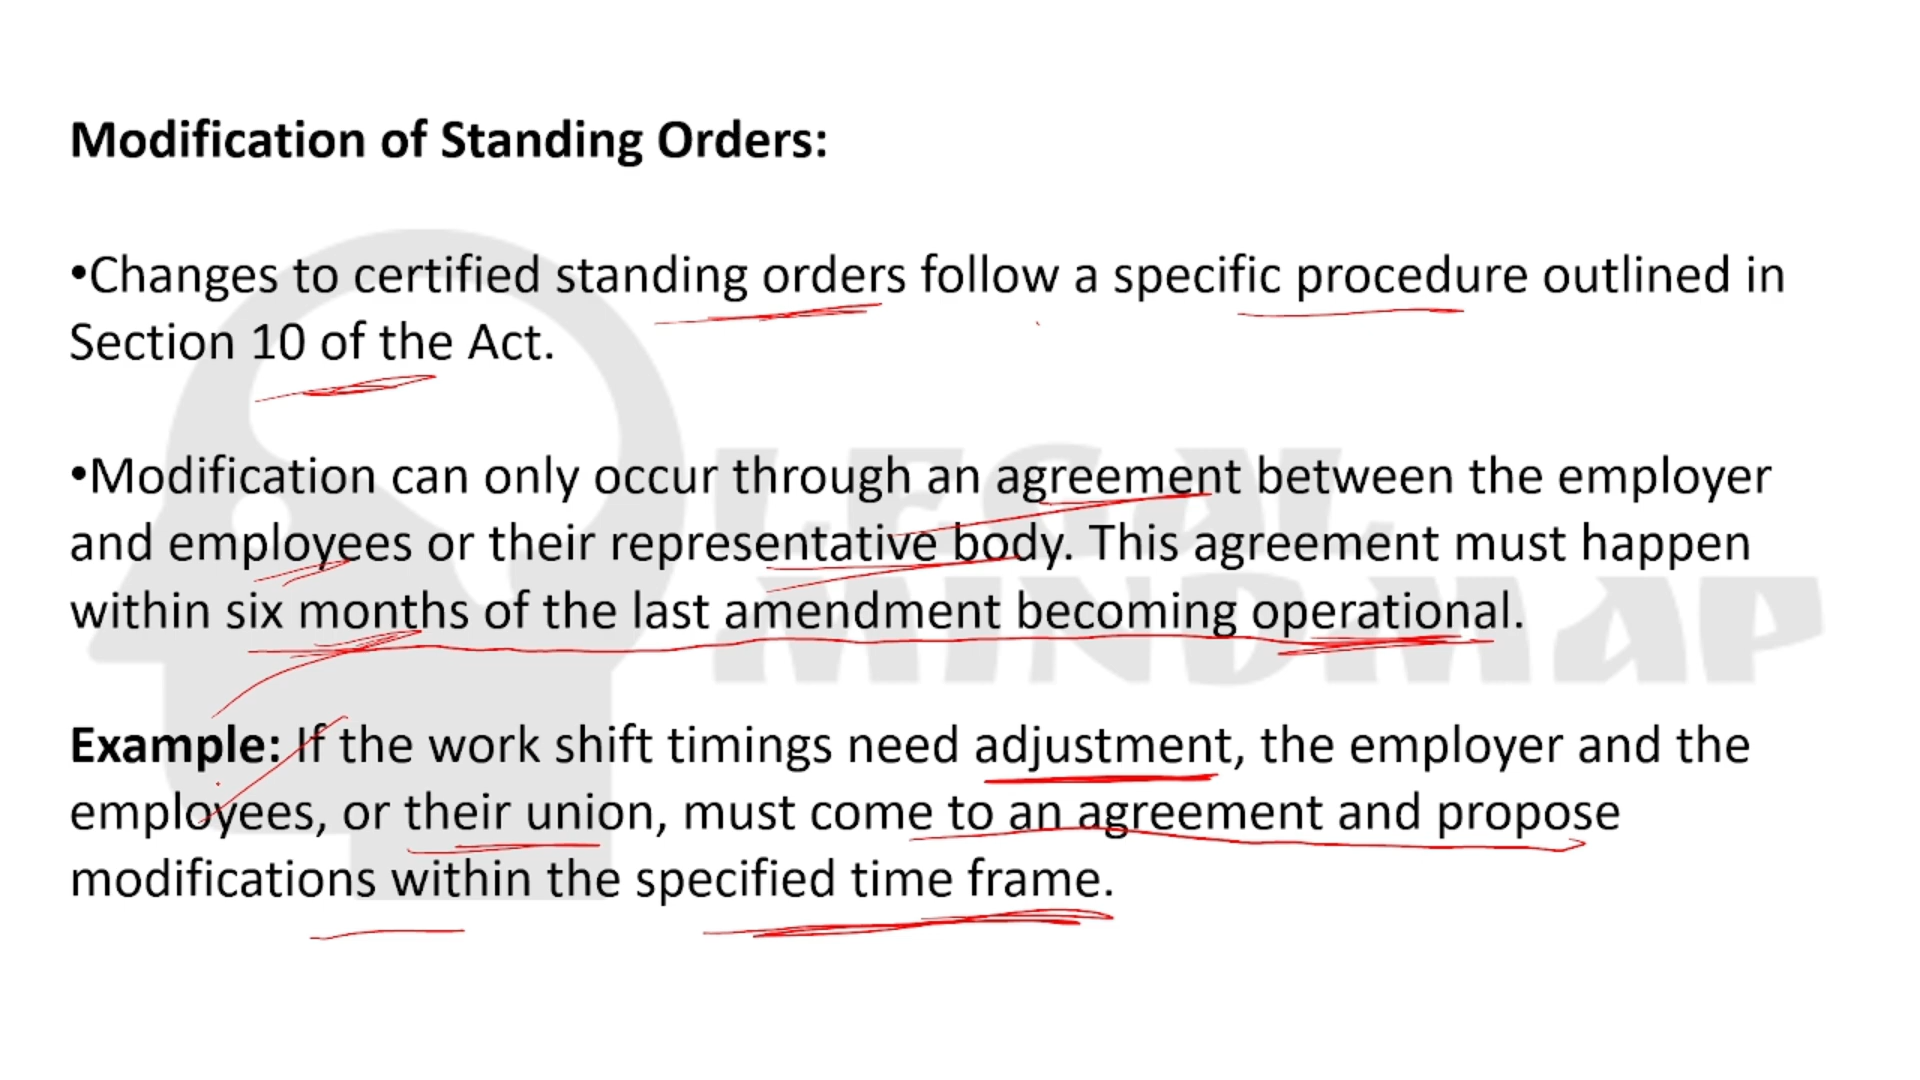 Modification of Standing Orders:
•Changes to certified standing orders follow a specific procedure outlined in
Section 10 of the Act.
•Modification can only occur through an agreement between the employer
and employees or their representative body. This agreement must happen
within six months of the last amendment becoming operational.
Example: If the work shift timings need adjustment, the employer and the
employees, or their union, must come to an agreement and propose
modifications within the specified time frame.
LEGAL
MINDMAP